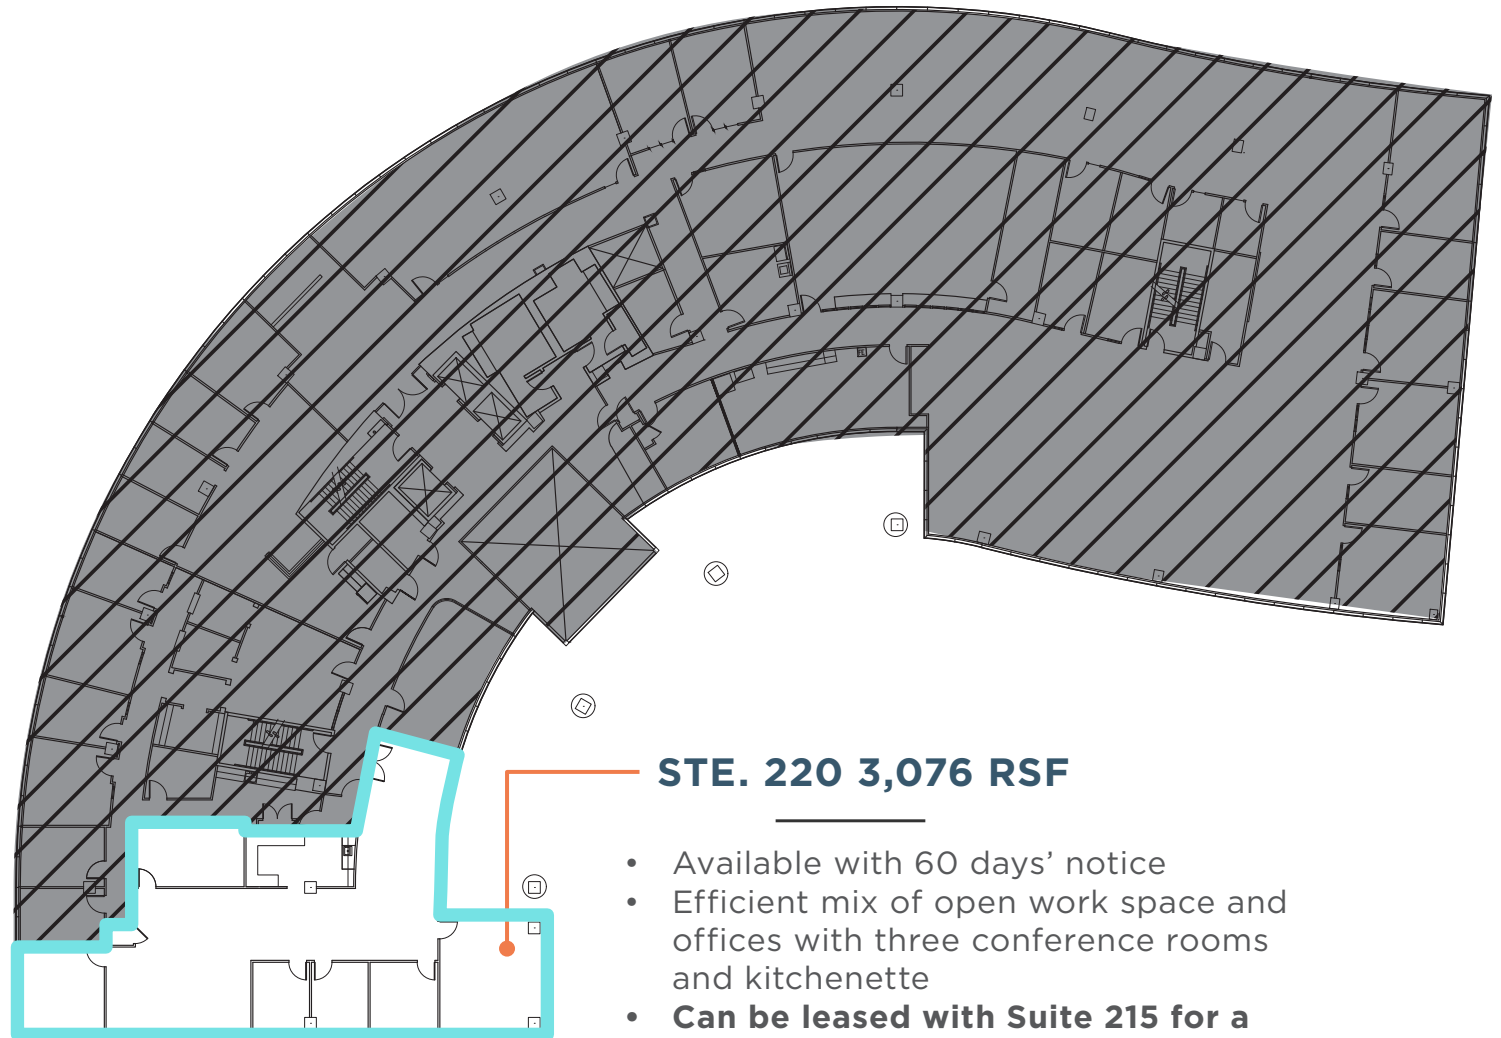 STE. 220 3,076 RSF
• Available with 60 days’ notice
• Efficient mix of open work space and
offices with three conference rooms
and kitchenette
• Can be leased with Suite 215 for a